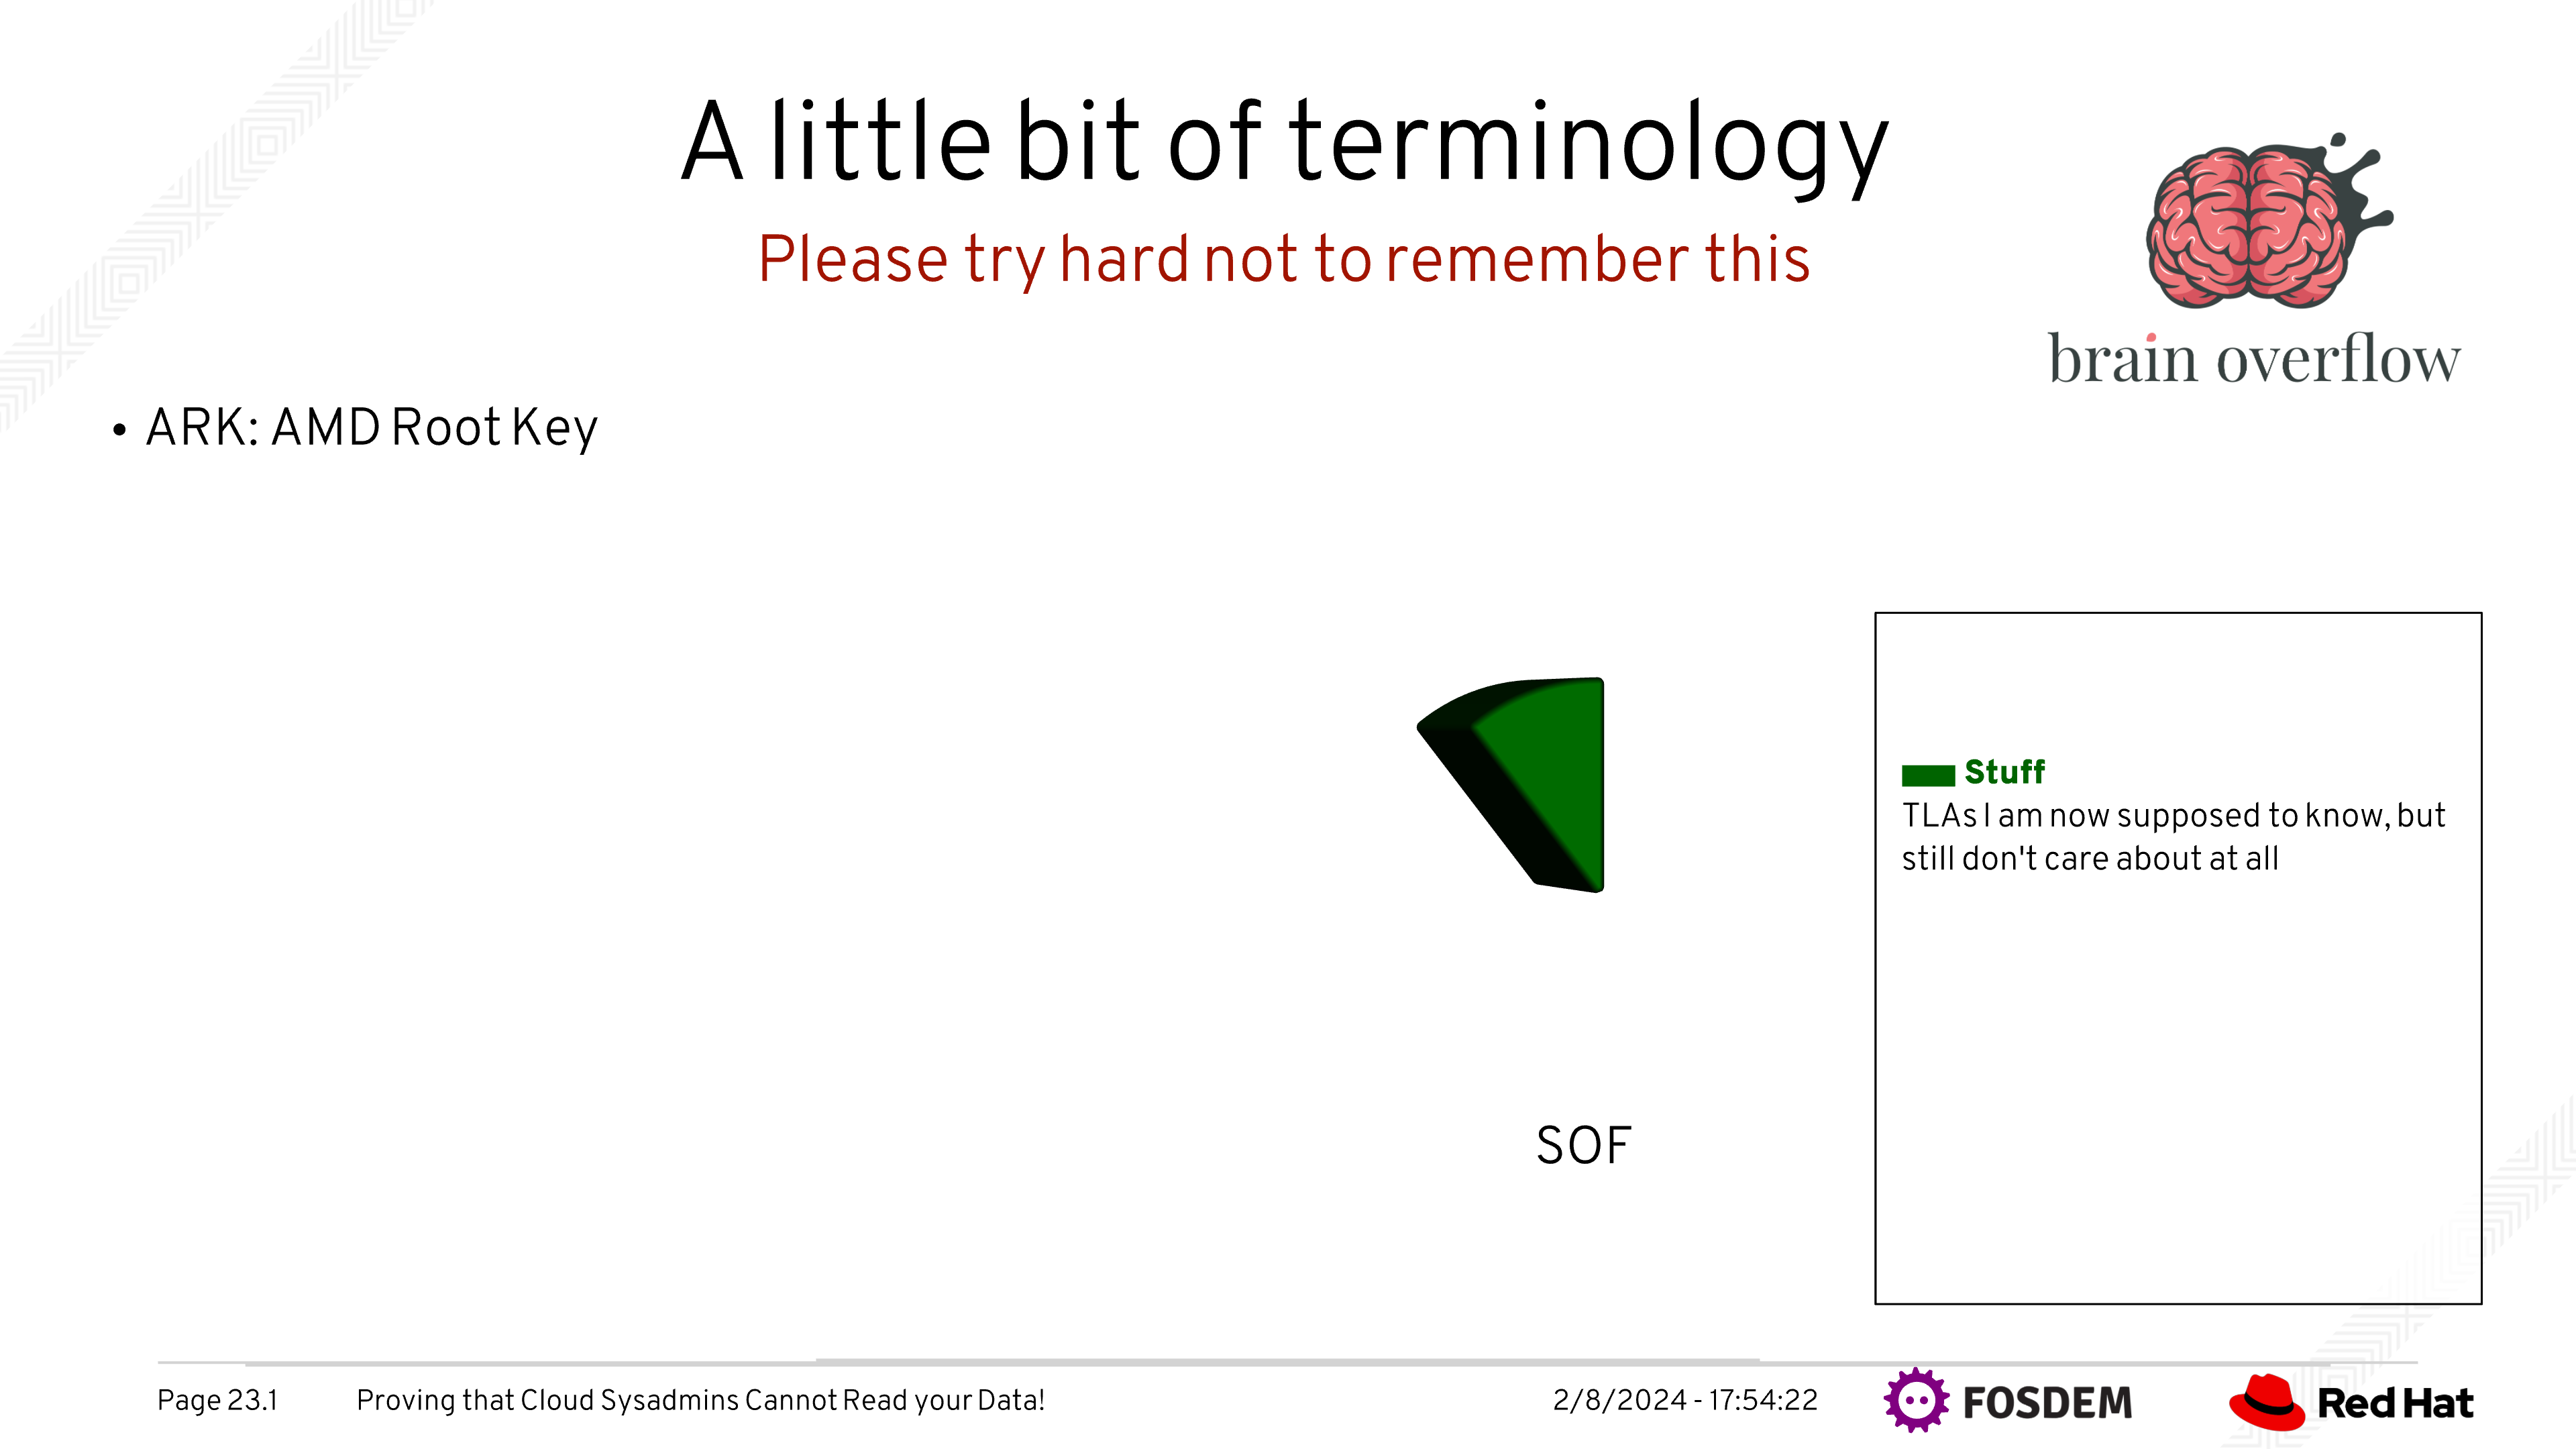 A little bit of terminology
Please try hard not to remember this
brain overflow
• ARK: AMD Root Key
Stuff
TLAs I am now supposed to know, but
still don't care about at all
SOF
Page 23.1 Proving that Cloud Sysadmins Cannot Read your Data! 2/8/2024 - 17:54:22 FOSDEM Red Hat